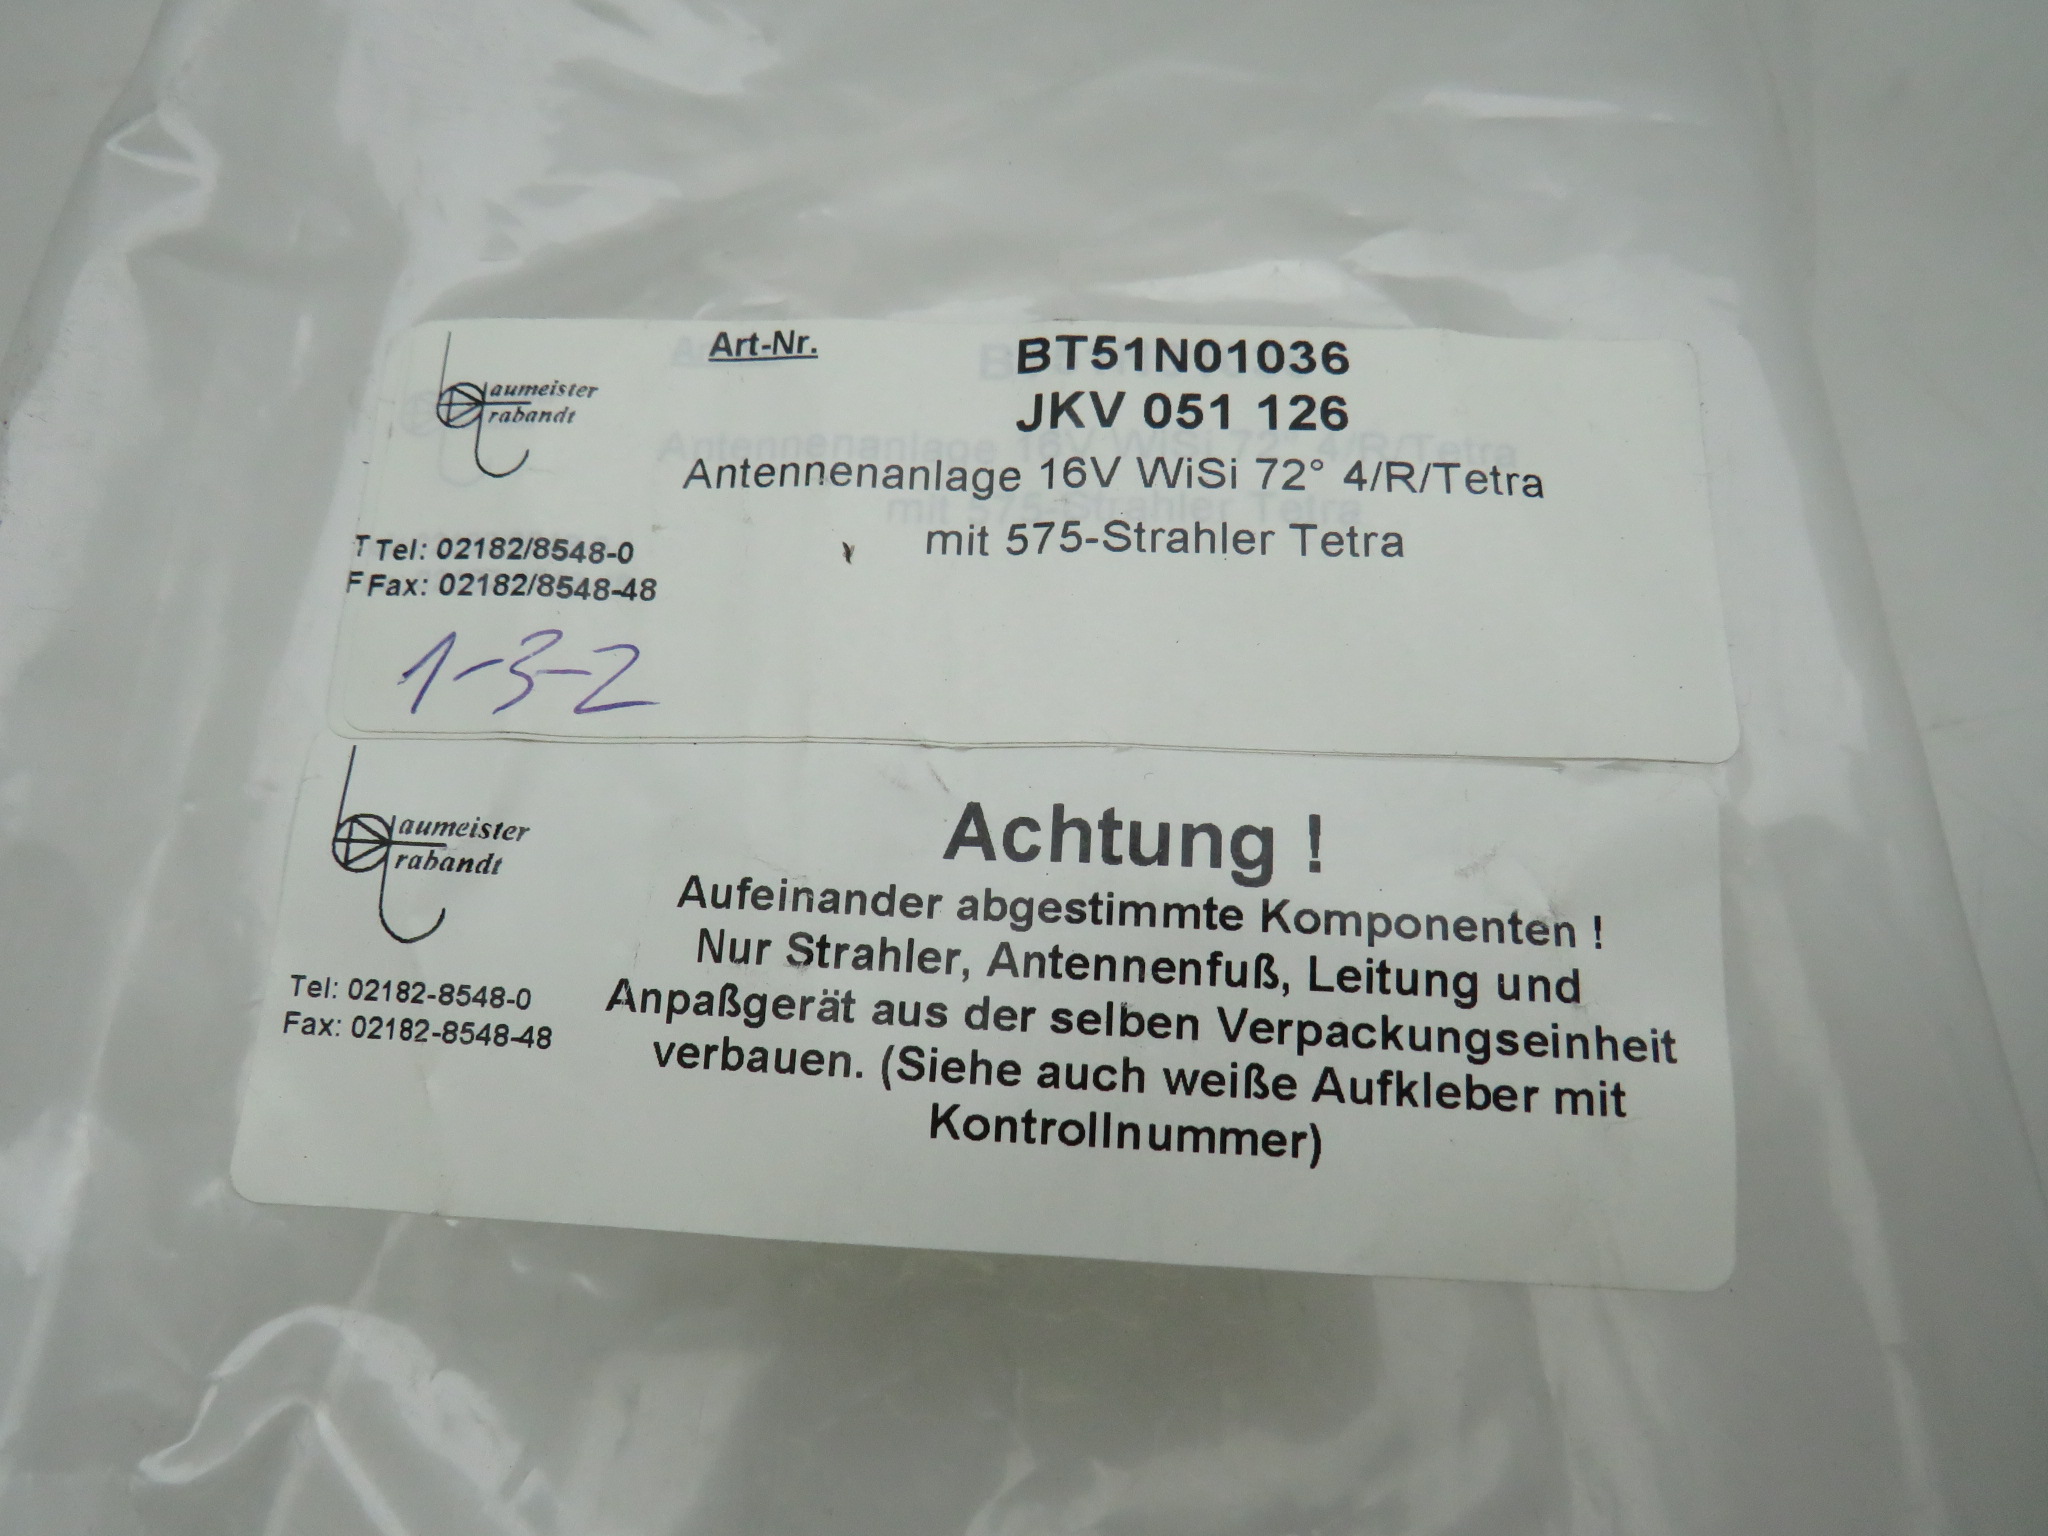 Art-Nr.
BT51N01036
JKV 051 126
aumeister
rabandt
Antennenanlage 16V WiSi 72° 4/R/Tetra
mit 575-Strahler Tetra
T Tel: 02182/8548-0
F Fax: 02182/8548-48
1-3-2
aumeister
rabandt
Tel: 02182-8548-0
Fax: 02182-8548-48
Achtung !
Aufeinander abgestimmte Komponenten !
Nur Strahler, Antennenfuß, Leitung und
Anpaßgerät aus der selben Verpackungseinheit
verbauen. (Siehe auch weiße Aufkleber mit
Kontrollnummer)